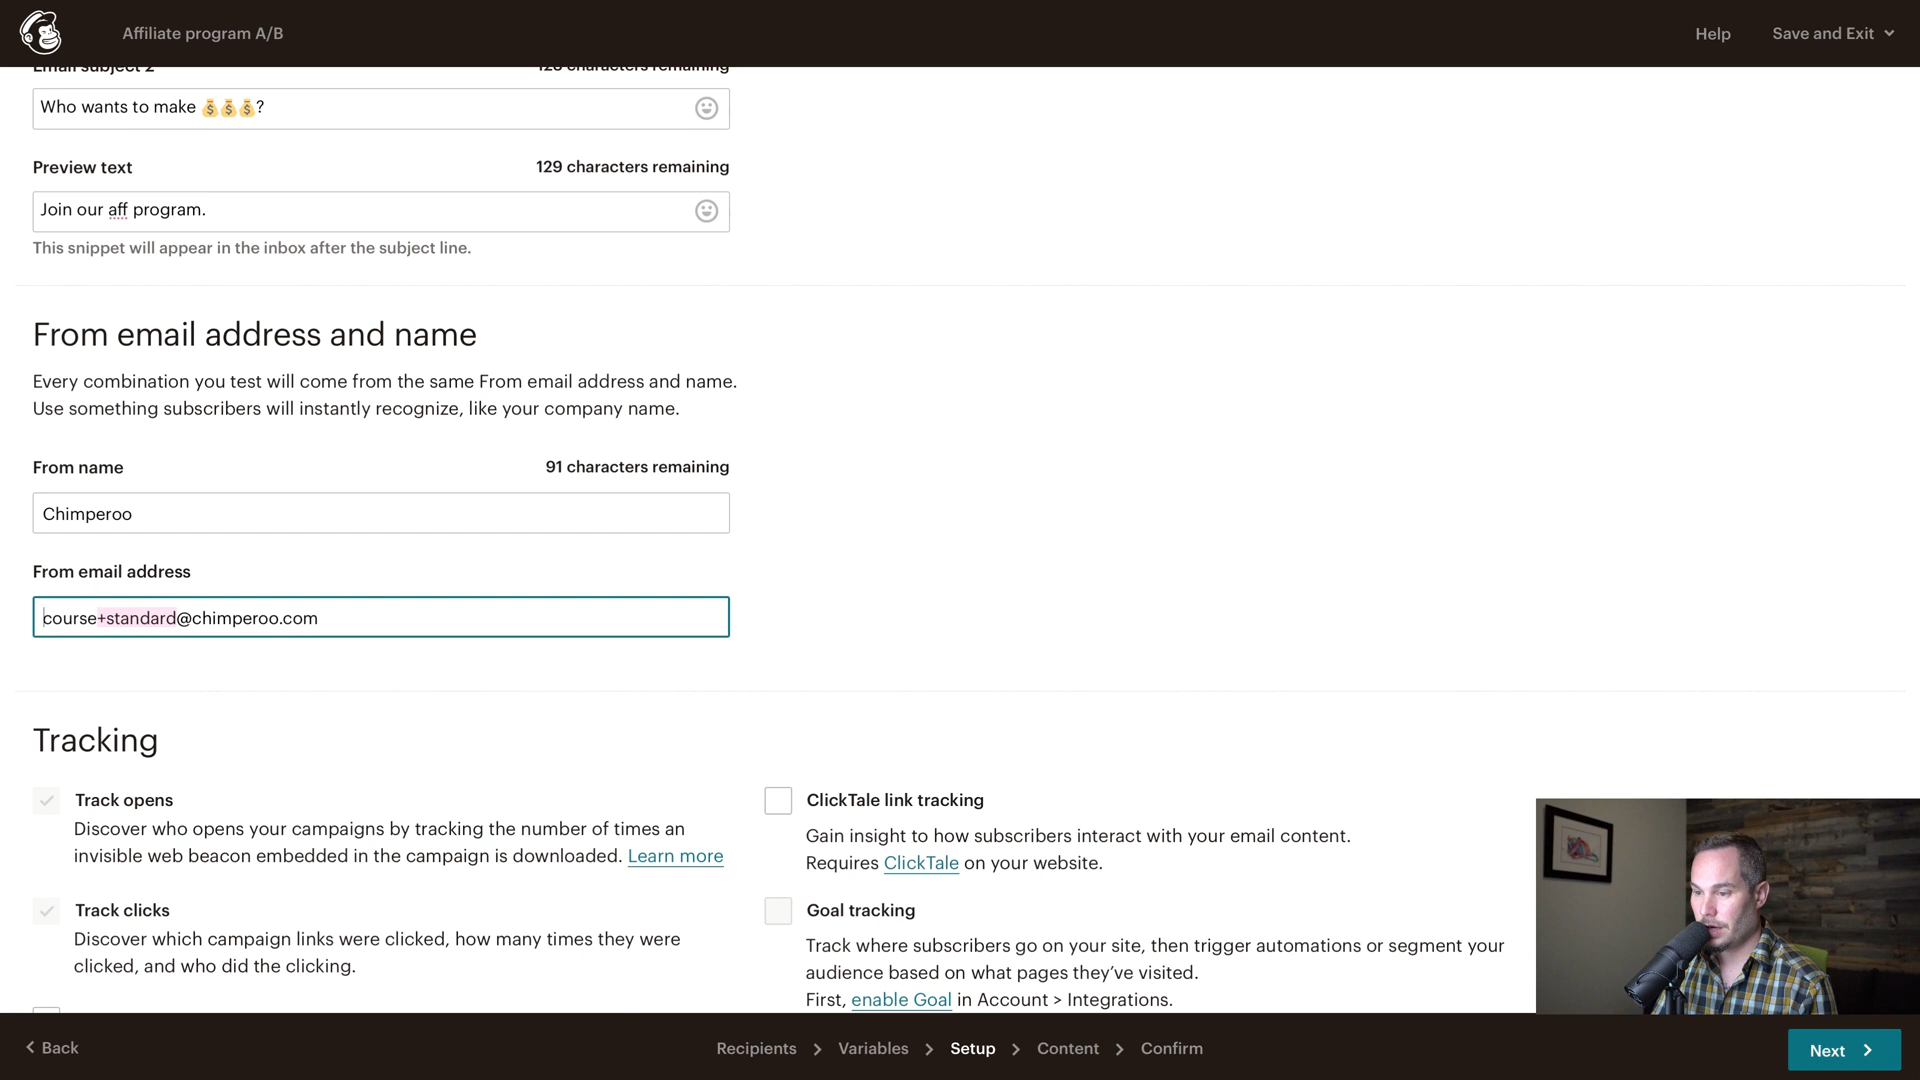 Affiliate program A/B
Help
Save and Exit
Email subject 2
128 characters remaining
Who wants to make 💰💰💰?
Preview text
129 characters remaining
Join our aff program.
This snippet will appear in the inbox after the subject line.
From email address and name
Every combination you test will come from the same From email address and name.
Use something subscribers will instantly recognize, like your company name.
From name
91 characters remaining
Chimperoo
From email address
course+standard@chimperoo.com
Tracking
Track opens
Discover who opens your campaigns by tracking the number of times an
invisible web beacon embedded in the campaign is downloaded. Learn more
ClickTale link tracking
Gain insight to how subscribers interact with your email content.
Requires ClickTale on your website.
Track clicks
Discover which campaign links were clicked, how many times they were
clicked, and who did the clicking.
Goal tracking
Track where subscribers go on your site, then trigger automations or segment your
audience based on what pages they’ve visited.
First, enable Goal in Account > Integrations.
Back
Recipients > Variables > Setup > Content > Confirm
Next >